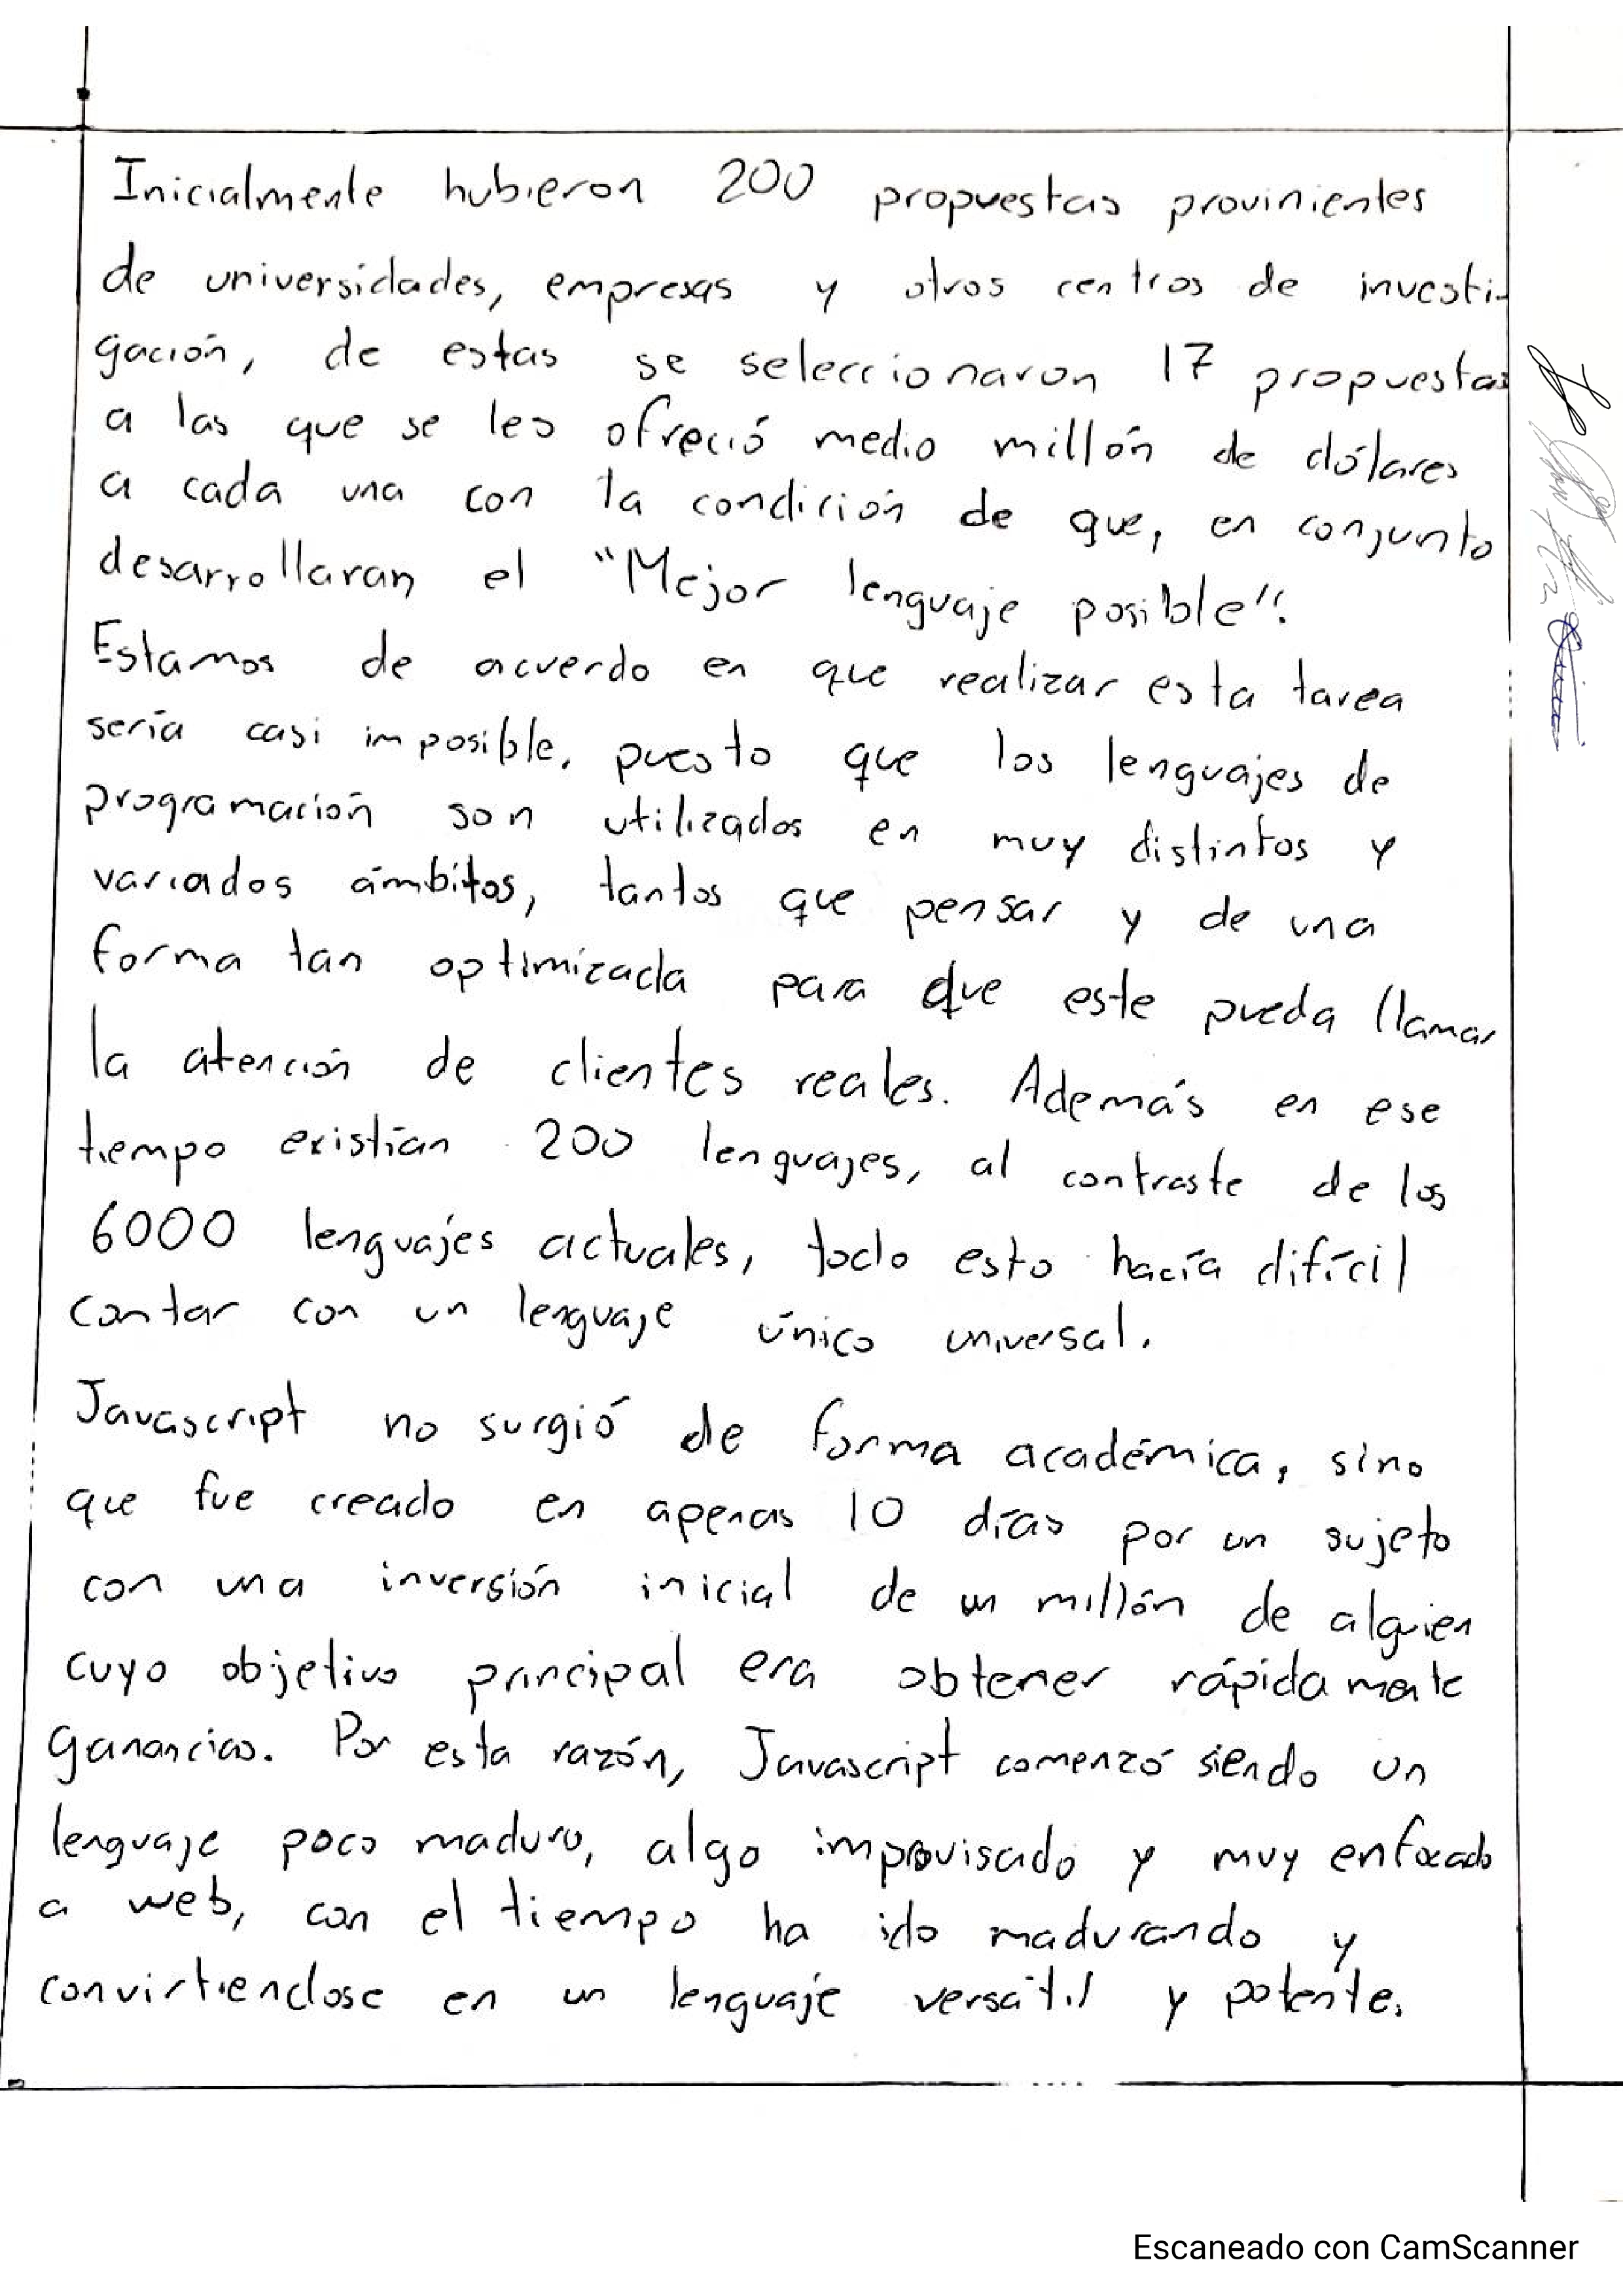 Inicialmente hubieron 200 propuestas provinientes
de universidades, empresas y otros centros de investi-
gación, de estas se seleccionaron 17 propuestas
a las que se les ofreció medio millón de dólares
a cada una con la condición de que, en conjunto
desarrollaran el "Mejor lenguaje posible".
Estamos de acuerdo en que realizar esta tarea
sería casi imposible, puesto que los lenguajes de
programación son utilizados en muy distintos y
variados ámbitos, tantos que pensar y de una
forma tan optimizada para que este pueda llamar
la atención de clientes reales. Además en ese
tiempo existían 200 lenguajes, al contraste de los
6000 lenguajes actuales, todo esto hacía difícil
contar con un lenguaje único universal.
Javascript no surgió de forma académica, sino
que fue creado en apenas 10 días por un sujeto
con una inversión inicial de un millón de alguien
cuyo objetivo principal era obtener rápidamente
ganancias. Por esta razón, Javascript comenzó siendo un
lenguaje poco maduro, algo improvisado y muy enfocado
a web, con el tiempo ha ido madurando y
convirtiendose en un lenguaje versátil y potente.
Escaneado con CamScanner